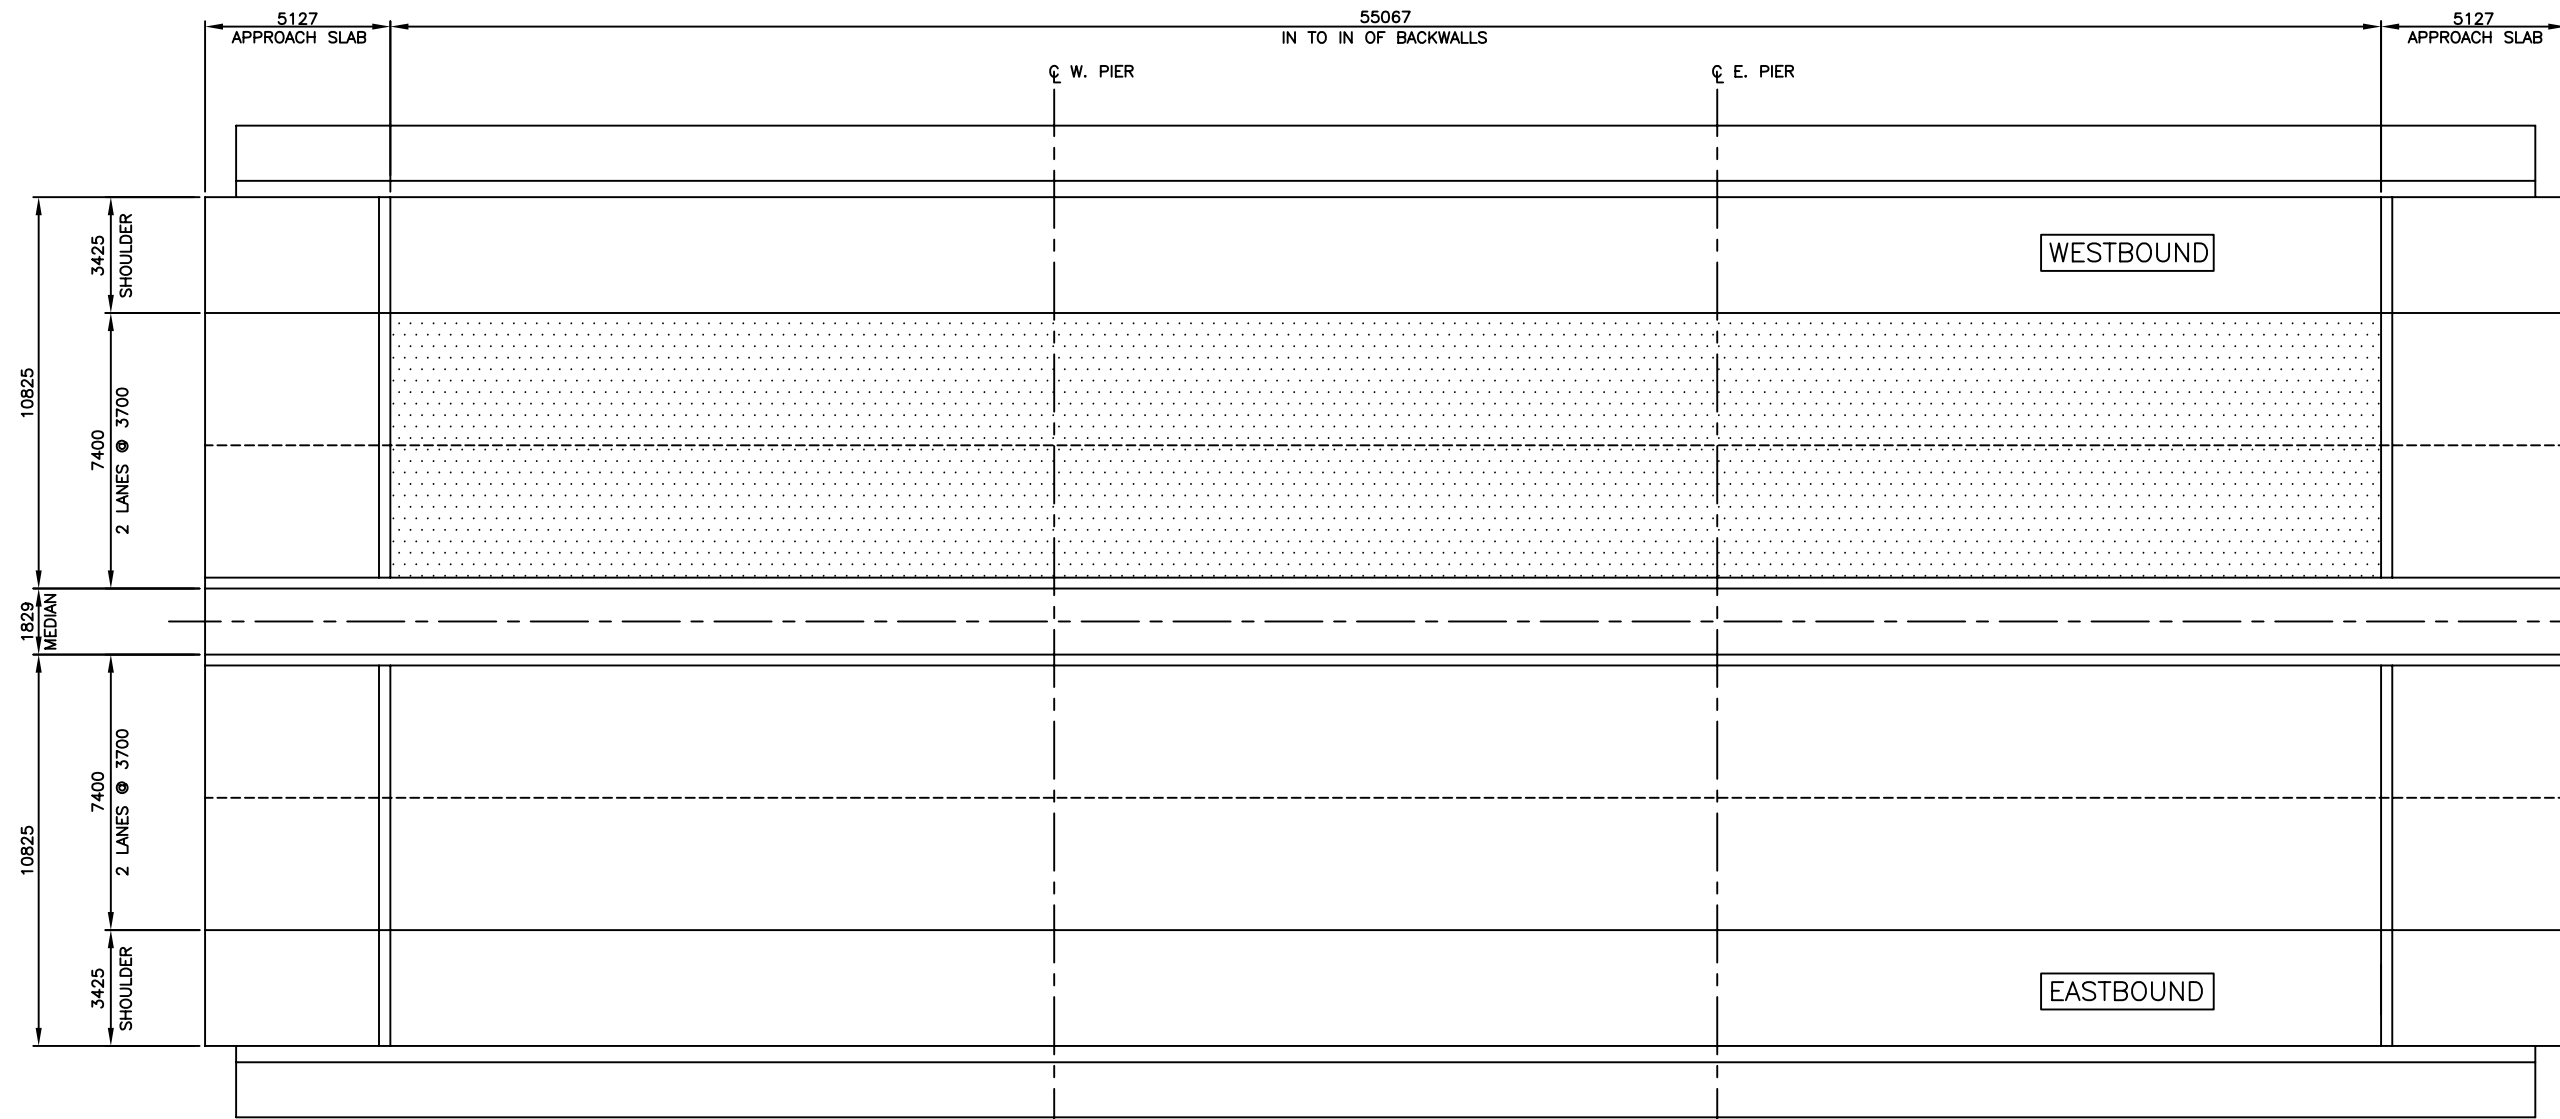 5127
APPROACH SLAB
55067
IN TO IN OF BACKWALLS
5127
APPROACH SLAB
℄ W. PIER
℄ E. PIER
WESTBOUND
3425
SHOULDER
10825
7400
2 LANES @ 3700
1829
MEDIAN
7400
2 LANES @ 3700
10825
3425
SHOULDER
EASTBOUND